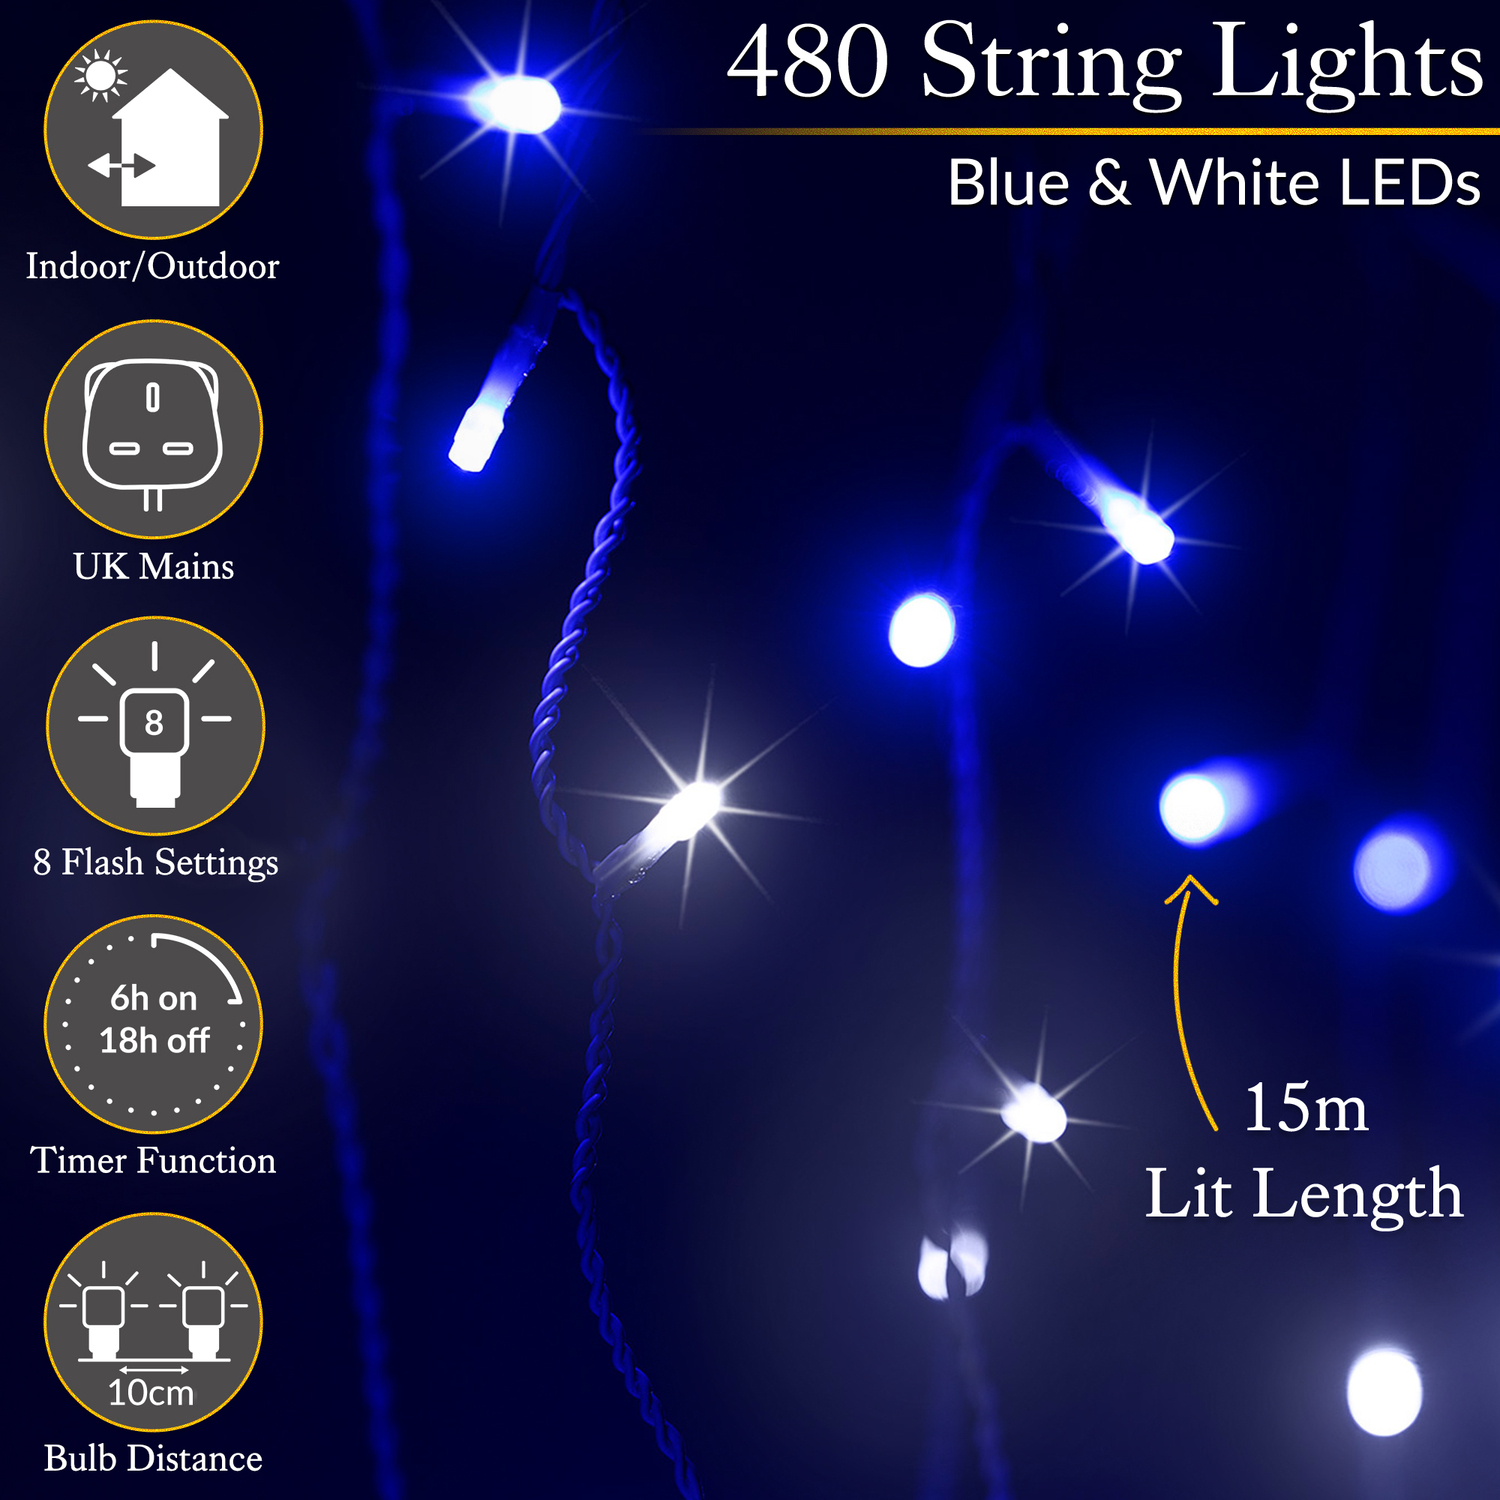 480 String Lights
Blue & White LEDs
Indoor/Outdoor
UK Mains
8
8 Flash Settings
6h on
18h off
Timer Function
10cm
Bulb Distance
15m
Lit Length